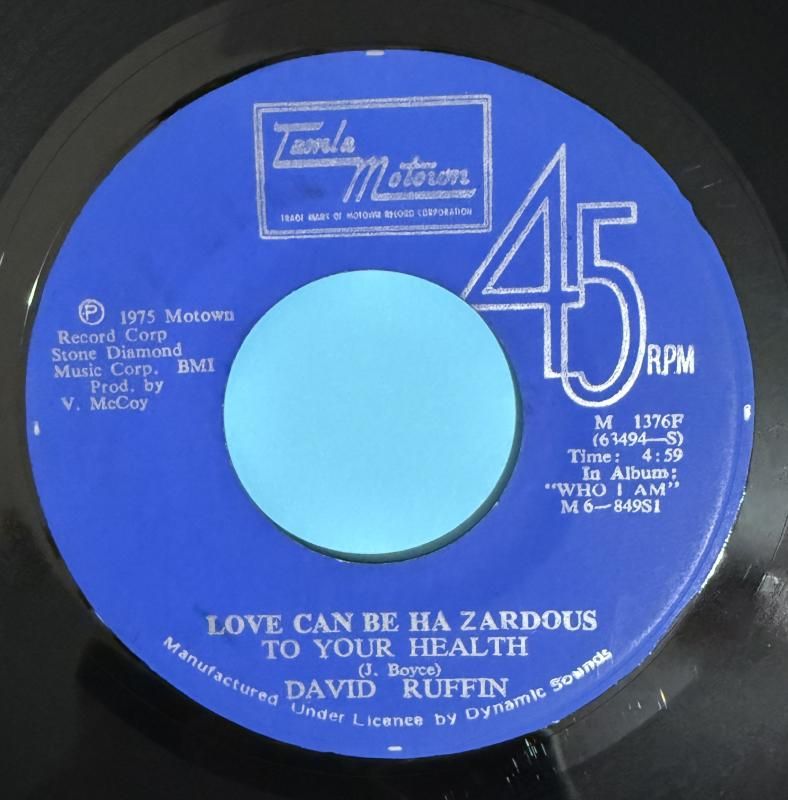 Tamla
Motown
TRADE MARK OF MOTOWN RECORD CORPORATION
45
RPM
Ⓟ 1975 Motown
Record Corp
Stone Diamond
Music Corp. BMI
Prod. by
V. McCoy
M 1376F
(63494—S)
Time: 4:59
In Album:
"WHO I AM"
M6—849S1
LOVE CAN BE HA ZARDOUS
TO YOUR HEALTH
(J. Boyce)
DAVID RUFFIN
Manufactured Under Licence by Dynamic Sounds